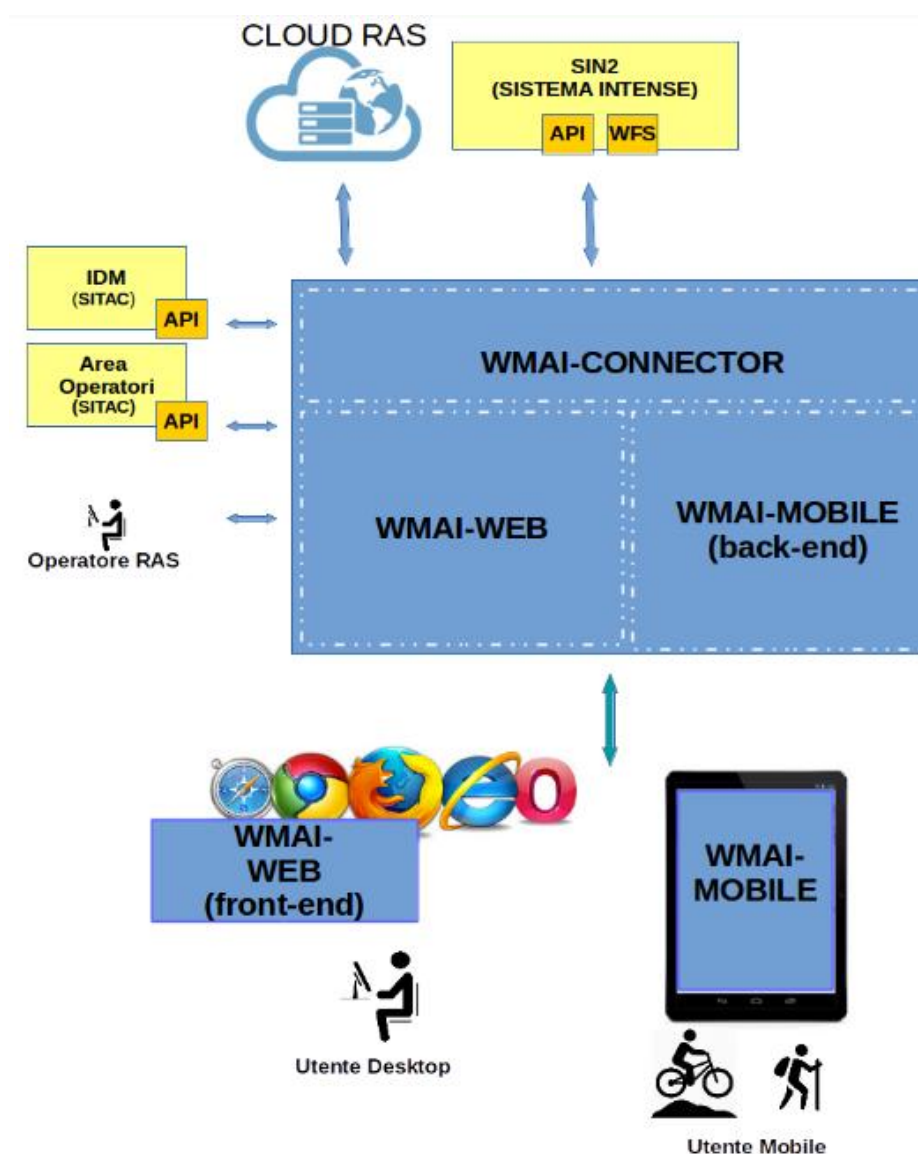 CLOUD RAS
SIN2
(SISTEMA INTENSE)
API
WFS
IDM
(SITAC)
API
Area
Operatori
(SITAC)
API
WMAI-CONNECTOR
WMAI-WEB
WMAI-MOBILE
(back-end)
Operatore RAS
WMAI-
WEB
(front-end)
WMAI-
MOBILE
Utente Desktop
Utente Mobile